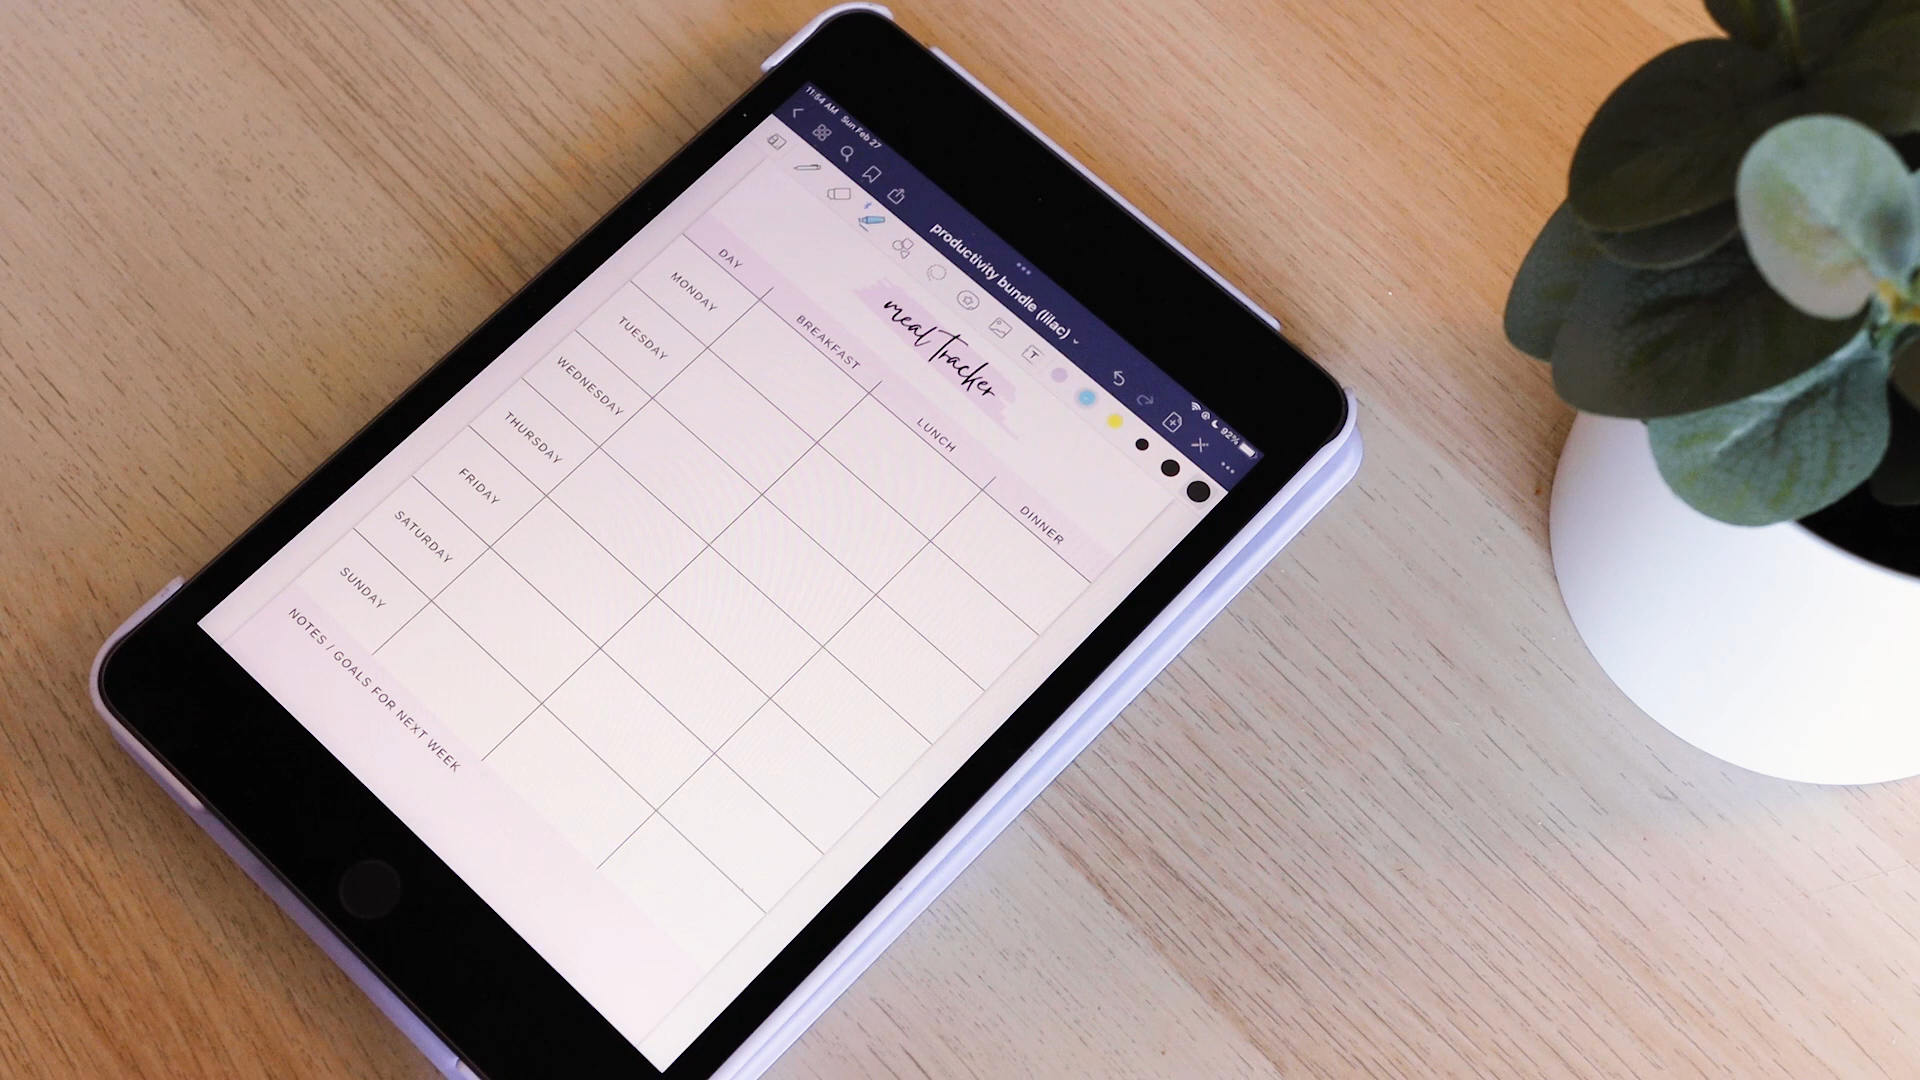 11:54 AM Sun Feb 27
92%
productivity bundle (lilac)
T
meal Tracker
DAY BREAKFAST LUNCH DINNER
MONDAY
TUESDAY
WEDNESDAY
THURSDAY
FRIDAY
SATURDAY
SUNDAY
NOTES / GOALS FOR NEXT WEEK